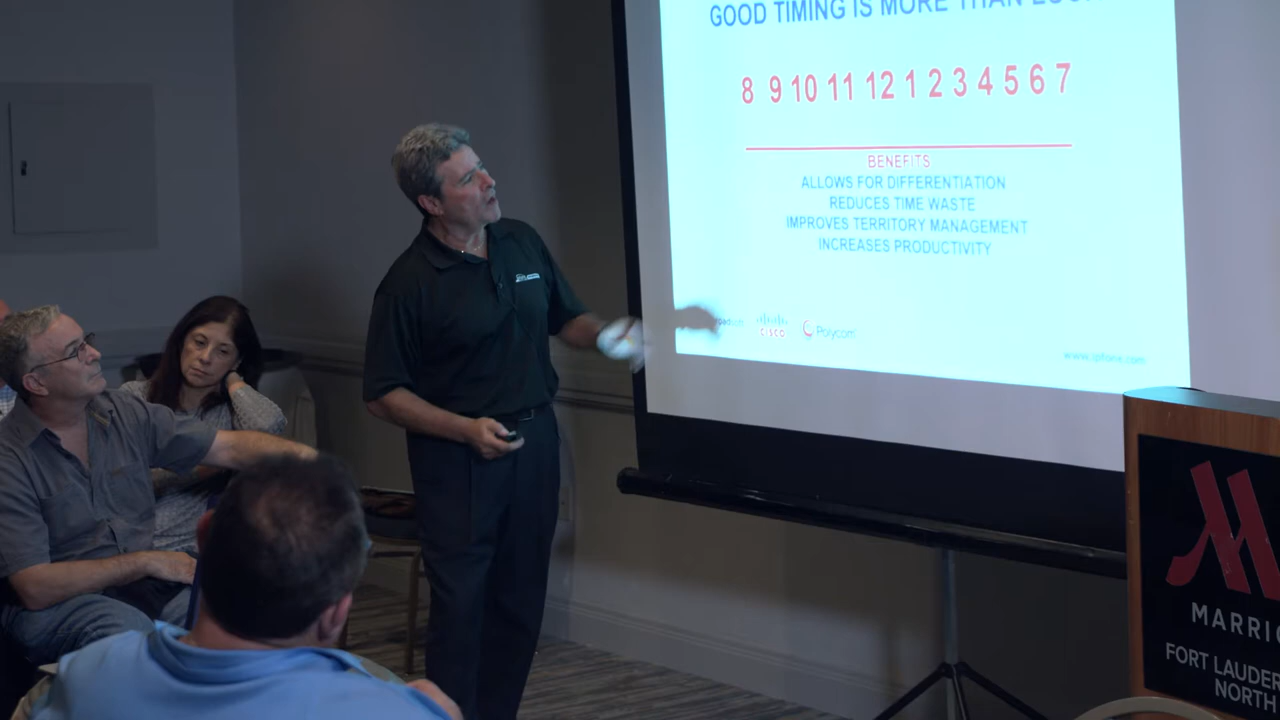 GOOD TIMING IS MORE THAN
8 9 10 11 12 1 2 3 4 5 6 7
BENEFITS
ALLOWS FOR DIFFERENTIATION
REDUCES TIME WASTE
IMPROVES TERRITORY MANAGEMENT
INCREASES PRODUCTIVITY
CISCO
Polycom
www.ipfone.com
MARRIO
FORT LAUDER
NORTH